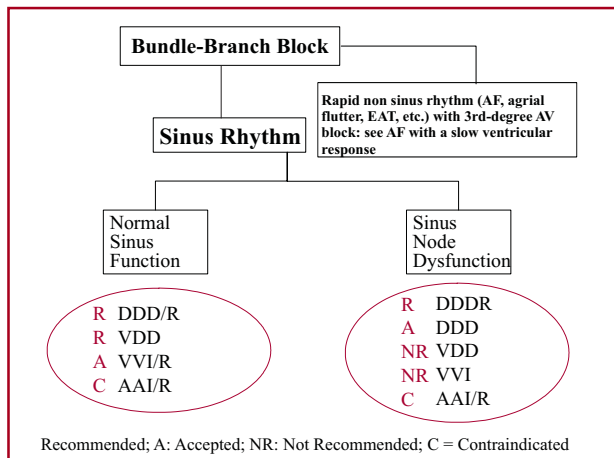 Bundle-Branch Block
Rapid non sinus rhythm (AF, agrial
flutter, EAT, etc.) with 3rd-degree AV
block: see AF with a slow ventricular
response
Sinus Rhythm
Normal
Sinus
Function
Sinus
Node
Dysfunction
R DDD/R
R VDD
A VVI/R
C AAI/R
R DDDR
A DDD
NR VDD
NR VVI
C AAI/R
Recommended; A: Accepted; NR: Not Recommended; C = Contraindicated